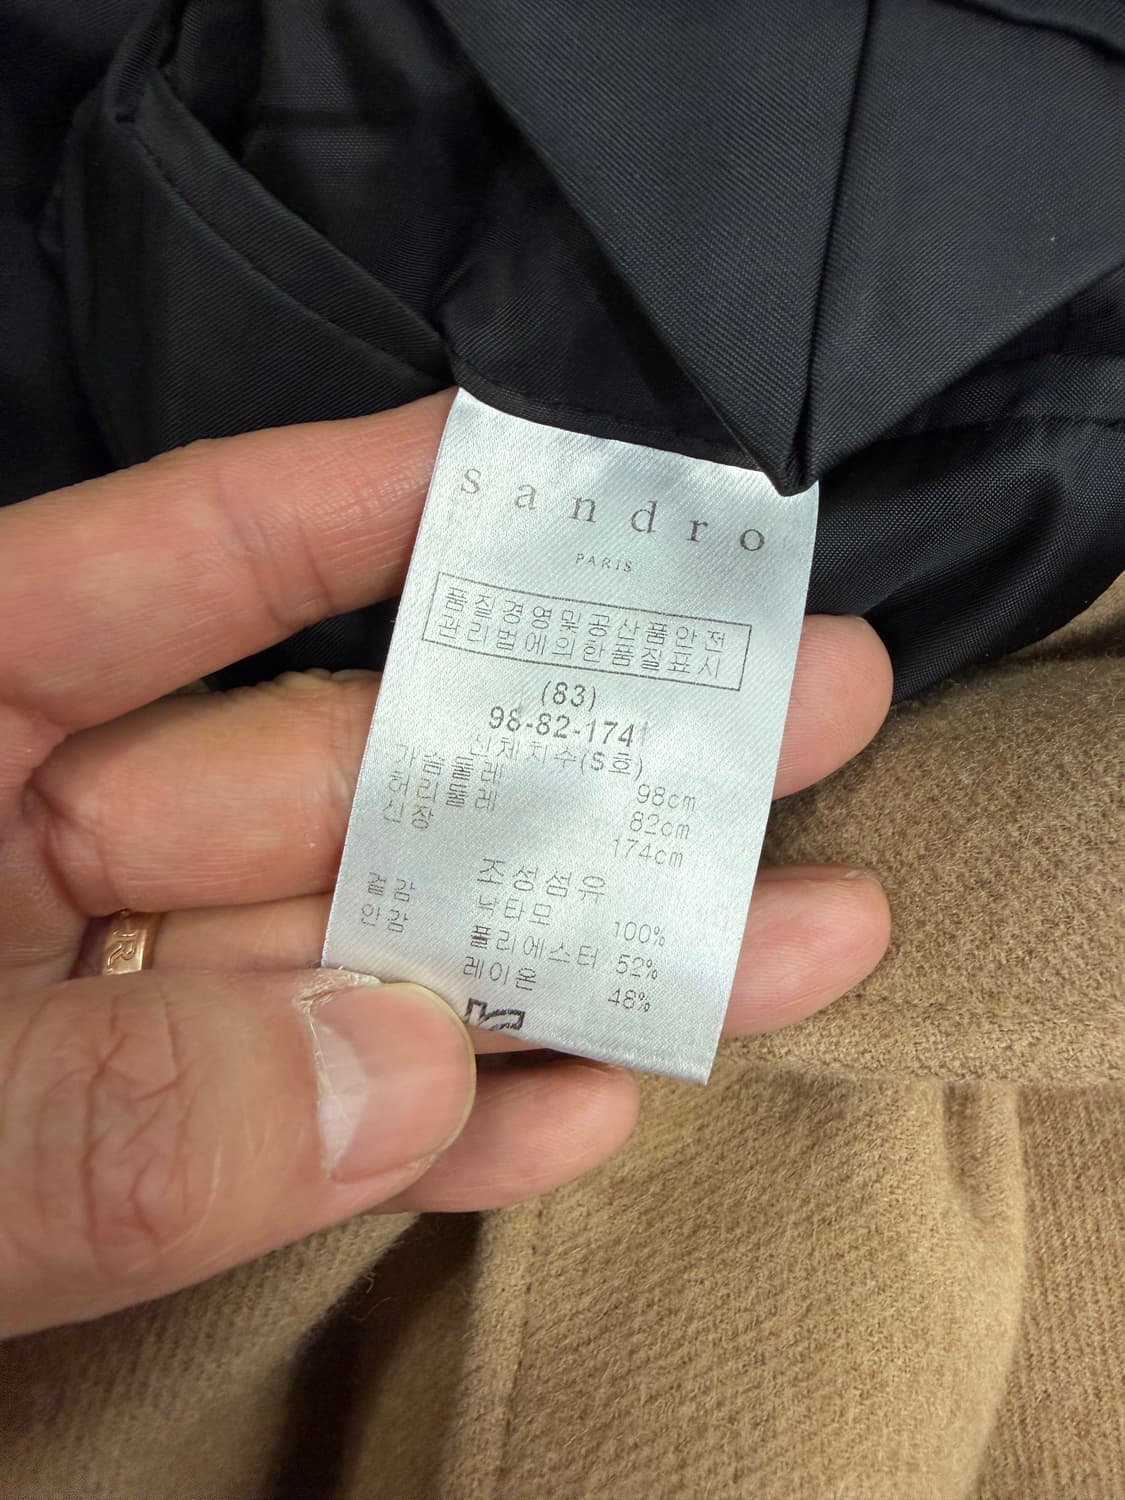 sandro
PARIS
품질경영및공산품안전
관리법에의한품질표시
(83)
98-82-174
신체치수(S호)
가슴둘레 98cm
허리둘레 82cm
신장 174cm
조성섬유
겉감 낙타모 100%
안감 폴리에스터 52%
레이온 48%